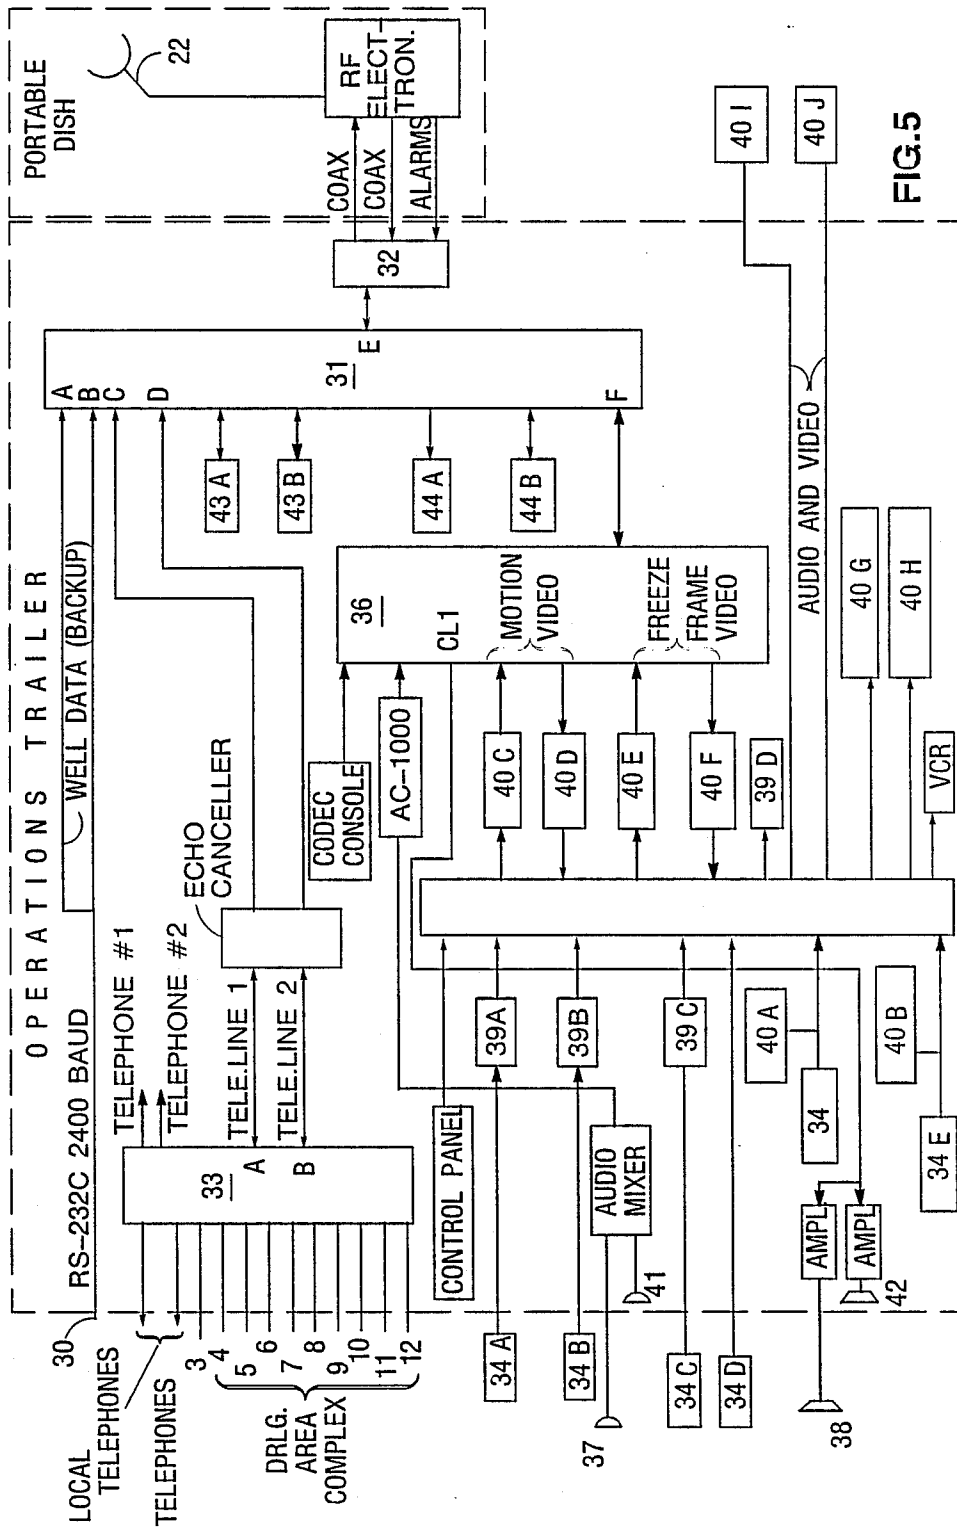 PORTABLE
DISH
22
RF
ELECT-
TRON.
COAX
COAX
ALARMS
40 I
40 J
FIG.5
32
OPERATIONS TRAILER
A
B
C
D
31
E
F
WELL DATA (BACKUP)
43 A
43 B
44 A
44 B
36
CL1
MOTION
VIDEO
FREEZE
FRAME
VIDEO
AUDIO AND VIDEO
40 G
40 H
ECHO
CANCELLER
CODEC
CONSOLE
AC-1000
40 C
40 D
40 E
40 F
39 D
VCR
RS-232C 2400 BAUD
TELEPHONE #1
TELEPHONE #2
TELE.LINE 1
TELE.LINE 2
33
A
B
CONTROL PANEL
39A
39B
39 C
AUDIO
MIXER
40 A
34
40 B
34 E
AMPL
AMPL
41
42
30
LOCAL
TELEPHONES
TELEPHONES
3
4
5
6
7
8
9
10
11
12
DRLG.
AREA
COMPLEX
34 A
34 B
37
34 C
34 D
38